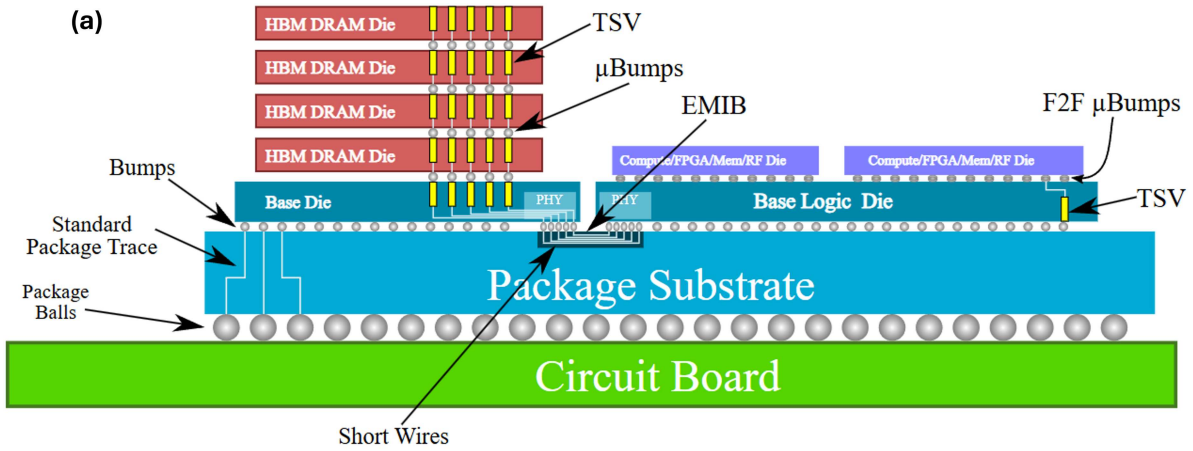 (a)
HBM DRAM Die
TSV
HBM DRAM Die
µBumps
HBM DRAM Die
EMIB
F2F µBumps
HBM DRAM Die
Compute/FPGA/Mem/RF Die
Compute/FPGA/Mem/RF Die
Bumps
Base Die
PHY
PHY
Base Logic Die
TSV
Standard
Package Trace
Package Substrate
Package
Balls
Circuit Board
Short Wires